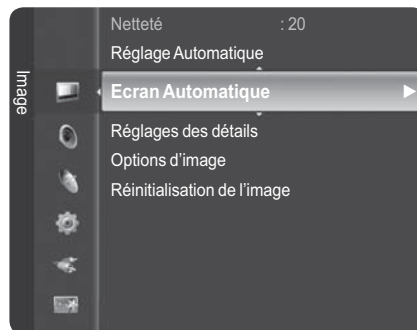 Image
Netteté : 20
Réglage Automatique
Ecran Automatique
Réglages des détails
Options d'image
Réinitialisation de l'image